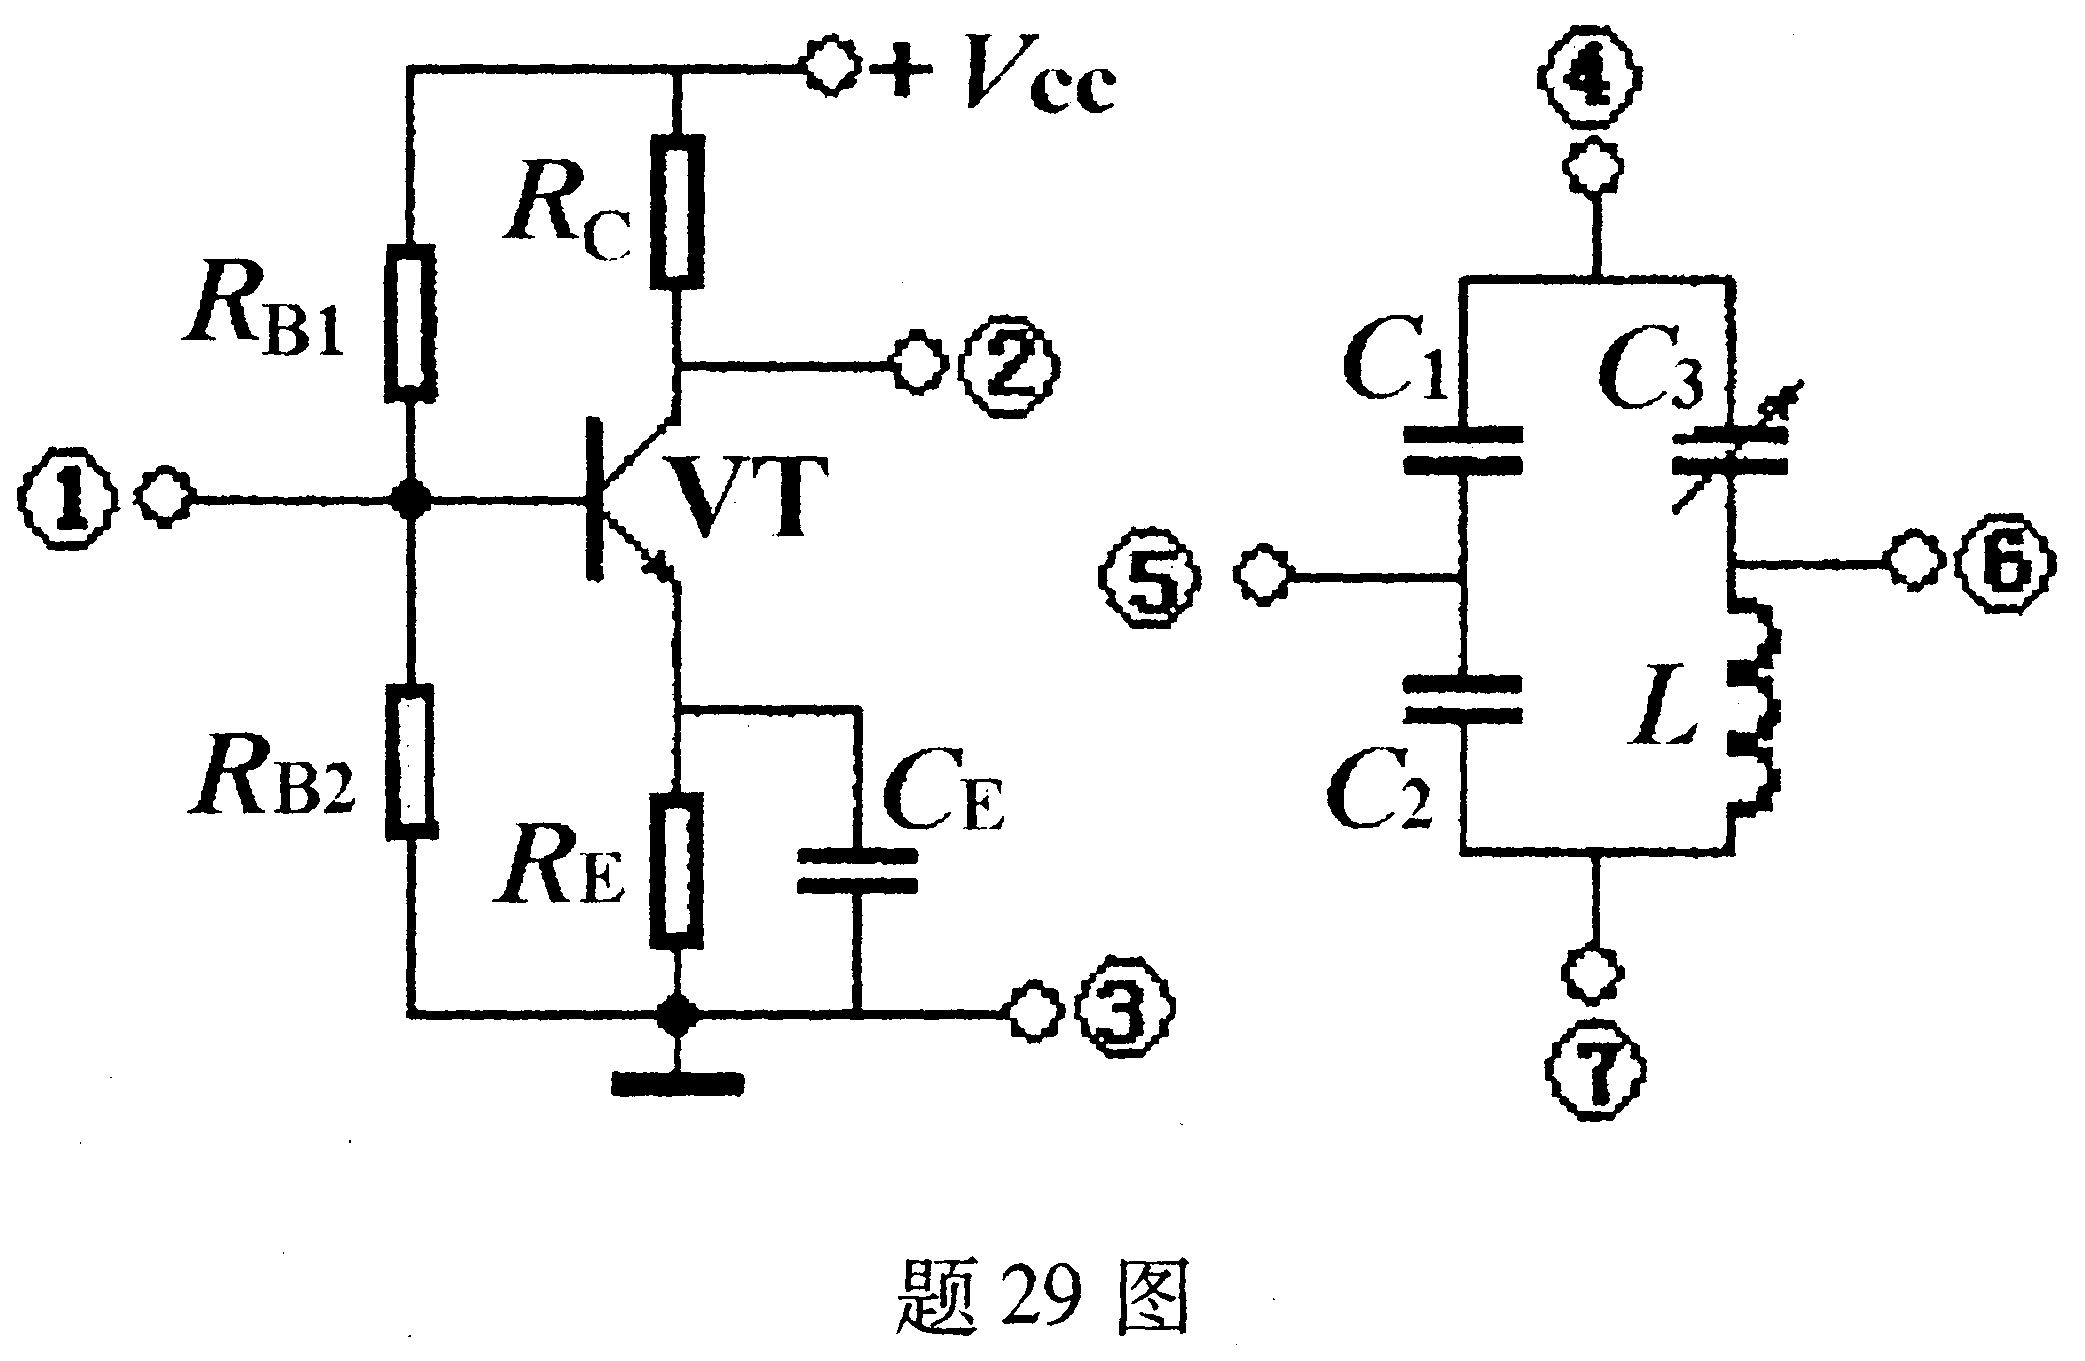 + Vcc
④
RC
C1
C3
RB1
②
①
VT
⑤
⑥
L
RB2
CE
C2
RE
③
⑦
题 29 图